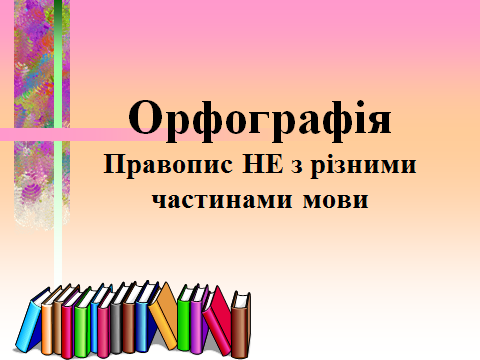 Орфографія
Правопис НЕ з різними
частинами мови